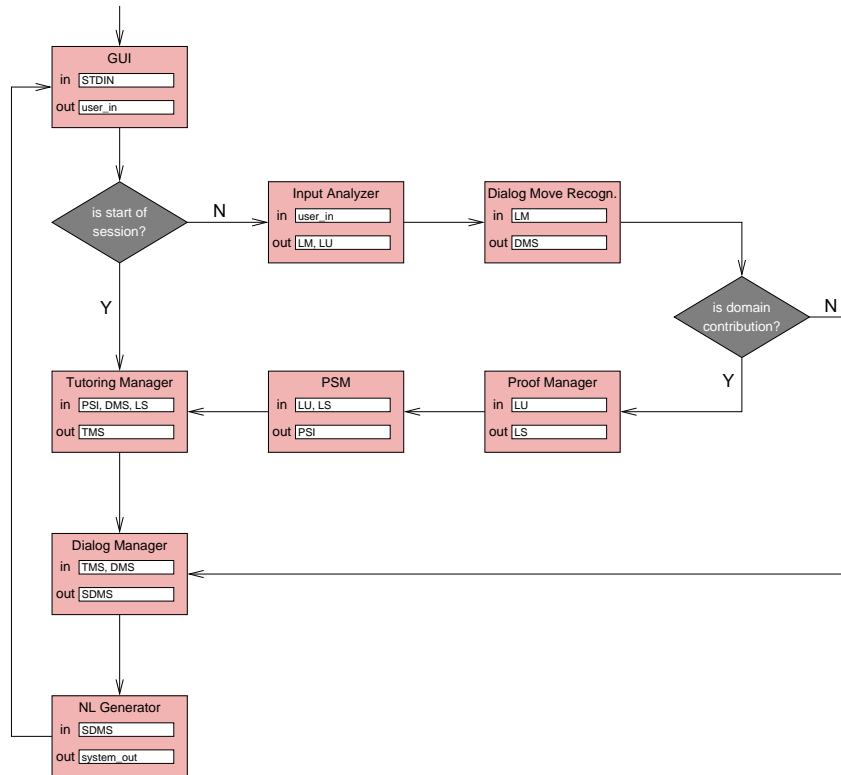 GUI
in STDIN
out user_in
is start of
session?
N
Input Analyzer
in user_in
out LM, LU
Dialog Move Recogn.
in LM
out DMS
is domain
contribution?
N
Y
Y
Tutoring Manager
in PSI, DMS, LS
out TMS
PSM
in LU, LS
out PSI
Proof Manager
in LU
out LS
Dialog Manager
in TMS, DMS
out SDMS
NL Generator
in SDMS
out system_out